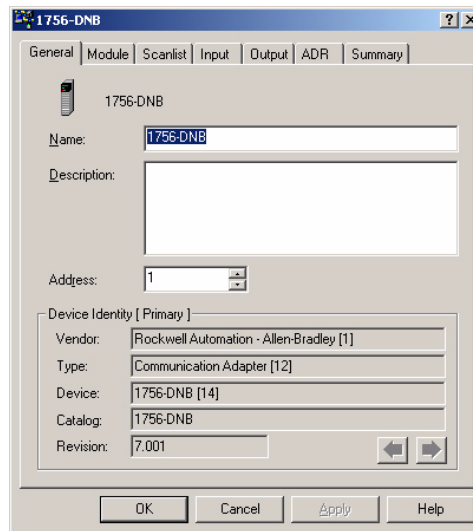 1756-DNB
General Module Scanlist Input Output ADR Summary
1756-DNB
Name: 1756-DNB
Description:
Address: 1
Device Identity [ Primary ]
Vendor: Rockwell Automation - Allen-Bradley [1]
Type: Communication Adapter [12]
Device: 1756-DNB [14]
Catalog: 1756-DNB
Revision: 7.001
OK Cancel Apply Help